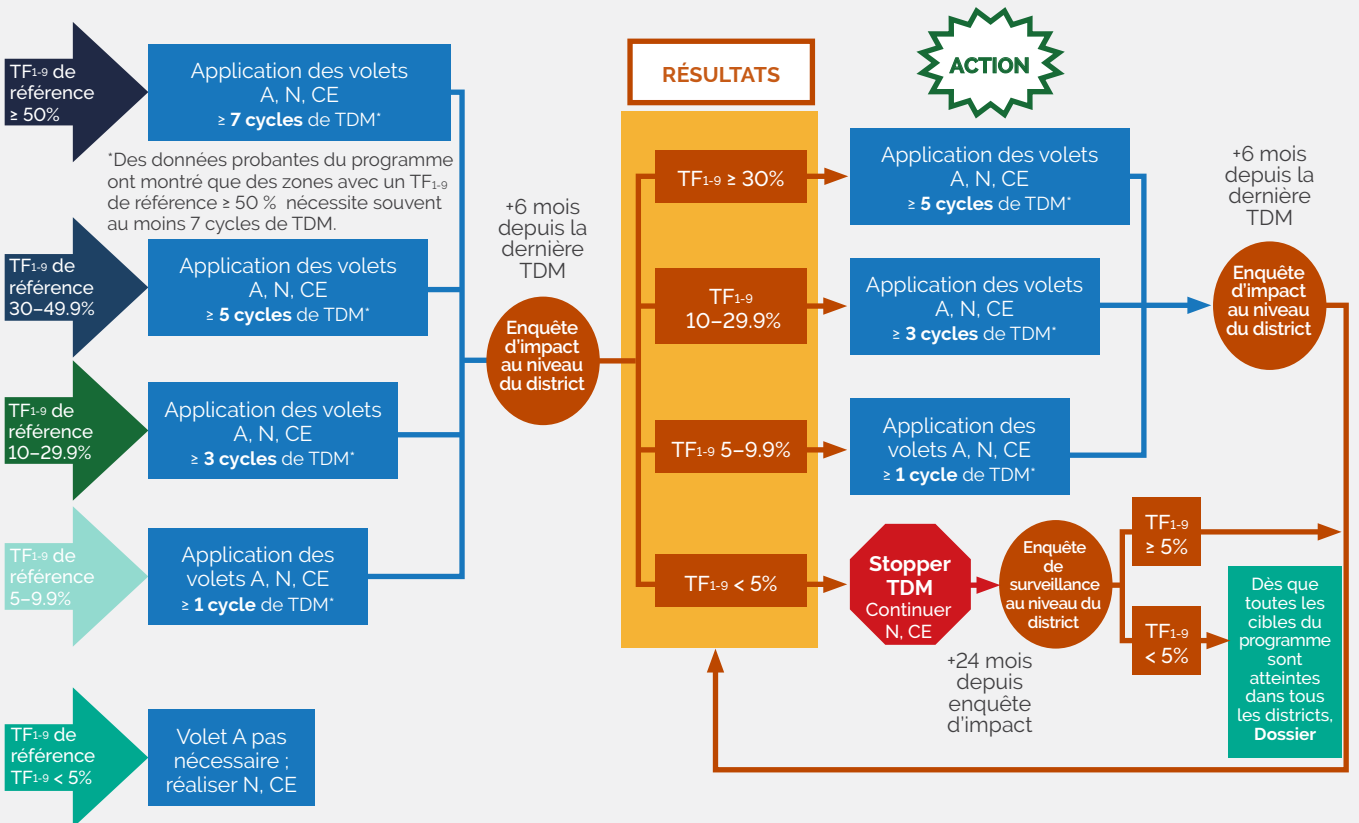 TF1-9 de
référence
≥ 50%
Application des volets
A, N, CE
≥ 7 cycles de TDM*
*Des données probantes du programme
ont montré que des zones avec un TF1-9
de référence ≥ 50 % nécessite souvent
au moins 7 cycles de TDM.
TF1-9 de
référence
30–49.9%
Application des volets
A, N, CE
≥ 5 cycles de TDM*
TF1-9 de
référence
10–29.9%
Application des volets
A, N, CE
≥ 3 cycles de TDM*
TF1-9 de
référence
5–9.9%
Application des
volets A, N, CE
≥ 1 cycle de TDM*
TF1-9 de
référence
TF1-9 < 5%
Volet A pas
nécessaire ;
réaliser N, CE
+6 mois
depuis la
dernière
TDM
Enquête
d'impact
au niveau
du district
RÉSULTATS
TF1-9 ≥ 30%
TF1-9
10–29.9%
TF1-9 5–9.9%
TF1-9 < 5%
ACTION
Application des volets
A, N, CE
≥ 5 cycles de TDM*
Application des volets
A, N, CE
≥ 3 cycles de TDM*
Application des
volets A, N, CE
≥ 1 cycle de TDM*
Stopper
TDM
Continuer
N, CE
+24 mois
depuis
enquête
d'impact
Enquête
de
surveillance
au niveau du
district
TF1-9
≥ 5%
TF1-9
< 5%
+6 mois
depuis la
dernière
TDM
Enquête
d'impact
au niveau
du district
Dès que
toutes les
cibles du
programme
sont
atteintes
dans tous
les districts,
Dossier